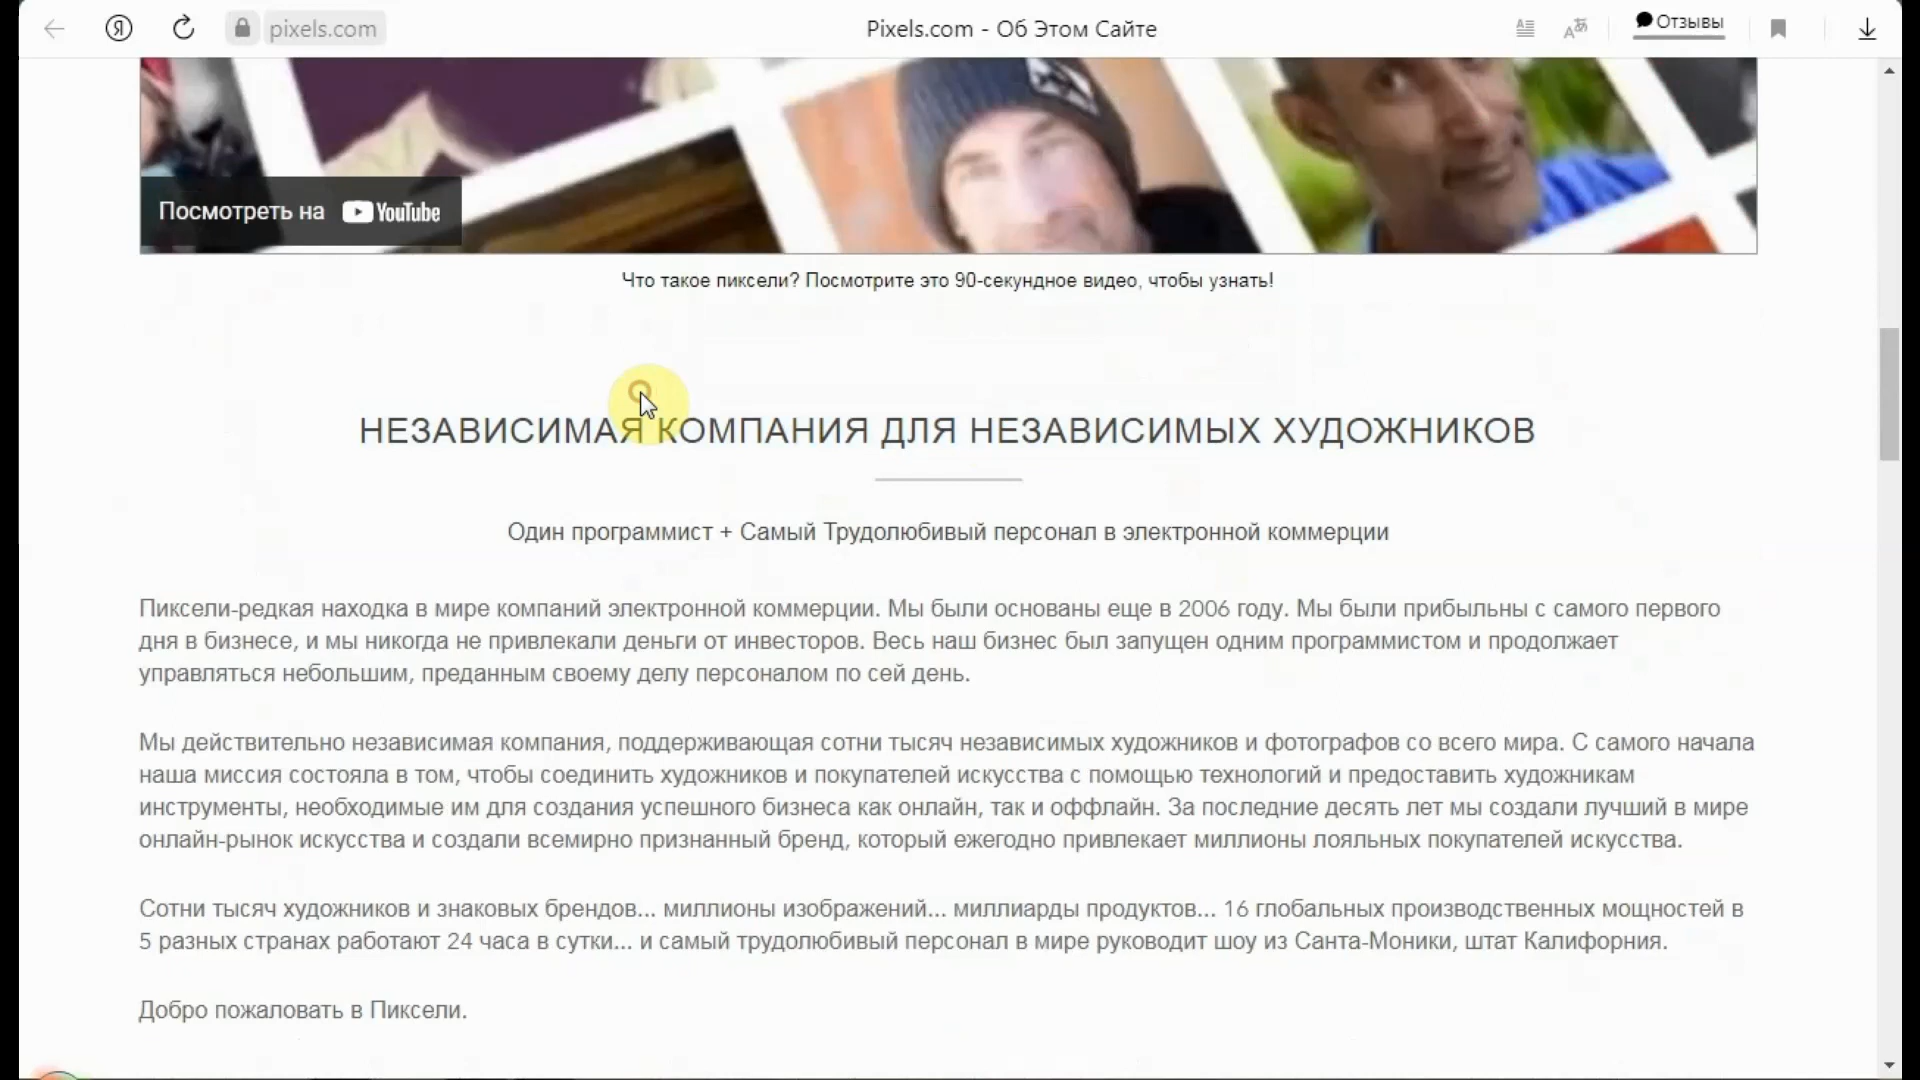 Я
pixels.com
Pixels.com - Об Этом Сайте
Отзывы
Посмотреть на YouTube
Что такое пиксели? Посмотрите это 90-секундное видео, чтобы узнать!
НЕЗАВИСИМАЯ КОМПАНИЯ ДЛЯ НЕЗАВИСИМЫХ ХУДОЖНИКОВ
Один программист + Самый Трудолюбивый персонал в электронной коммерции
Пиксели-редкая находка в мире компаний электронной коммерции. Мы были основаны еще в 2006 году. Мы были прибыльны с самого первого
дня в бизнесе, и мы никогда не привлекали деньги от инвесторов. Весь наш бизнес был запущен одним программистом и продолжает
управляться небольшим, преданным своему делу персоналом по сей день.
Мы действительно независимая компания, поддерживающая сотни тысяч независимых художников и фотографов со всего мира. С самого начала
наша миссия состояла в том, чтобы соединить художников и покупателей искусства с помощью технологий и предоставить художникам
инструменты, необходимые им для создания успешного бизнеса как онлайн, так и оффлайн. За последние десять лет мы создали лучший в мире
онлайн-рынок искусства и создали всемирно признанный бренд, который ежегодно привлекает миллионы лояльных покупателей искусства.
Сотни тысяч художников и знаковых брендов... миллионы изображений... миллиарды продуктов... 16 глобальных производственных мощностей в
5 разных странах работают 24 часа в сутки... и самый трудолюбивый персонал в мире руководит шоу из Санта-Моники, штат Калифорния.
Добро пожаловать в Пиксели.